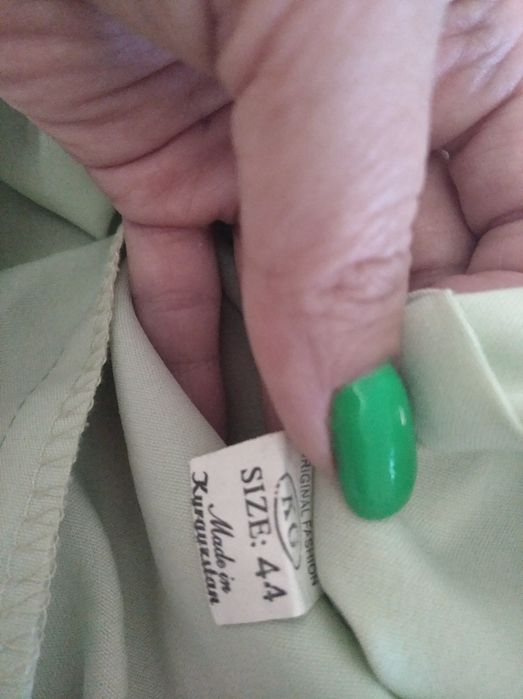 KG
ORIGINAL FASHION
SIZE: 44
Made in
Kyrgyzstan